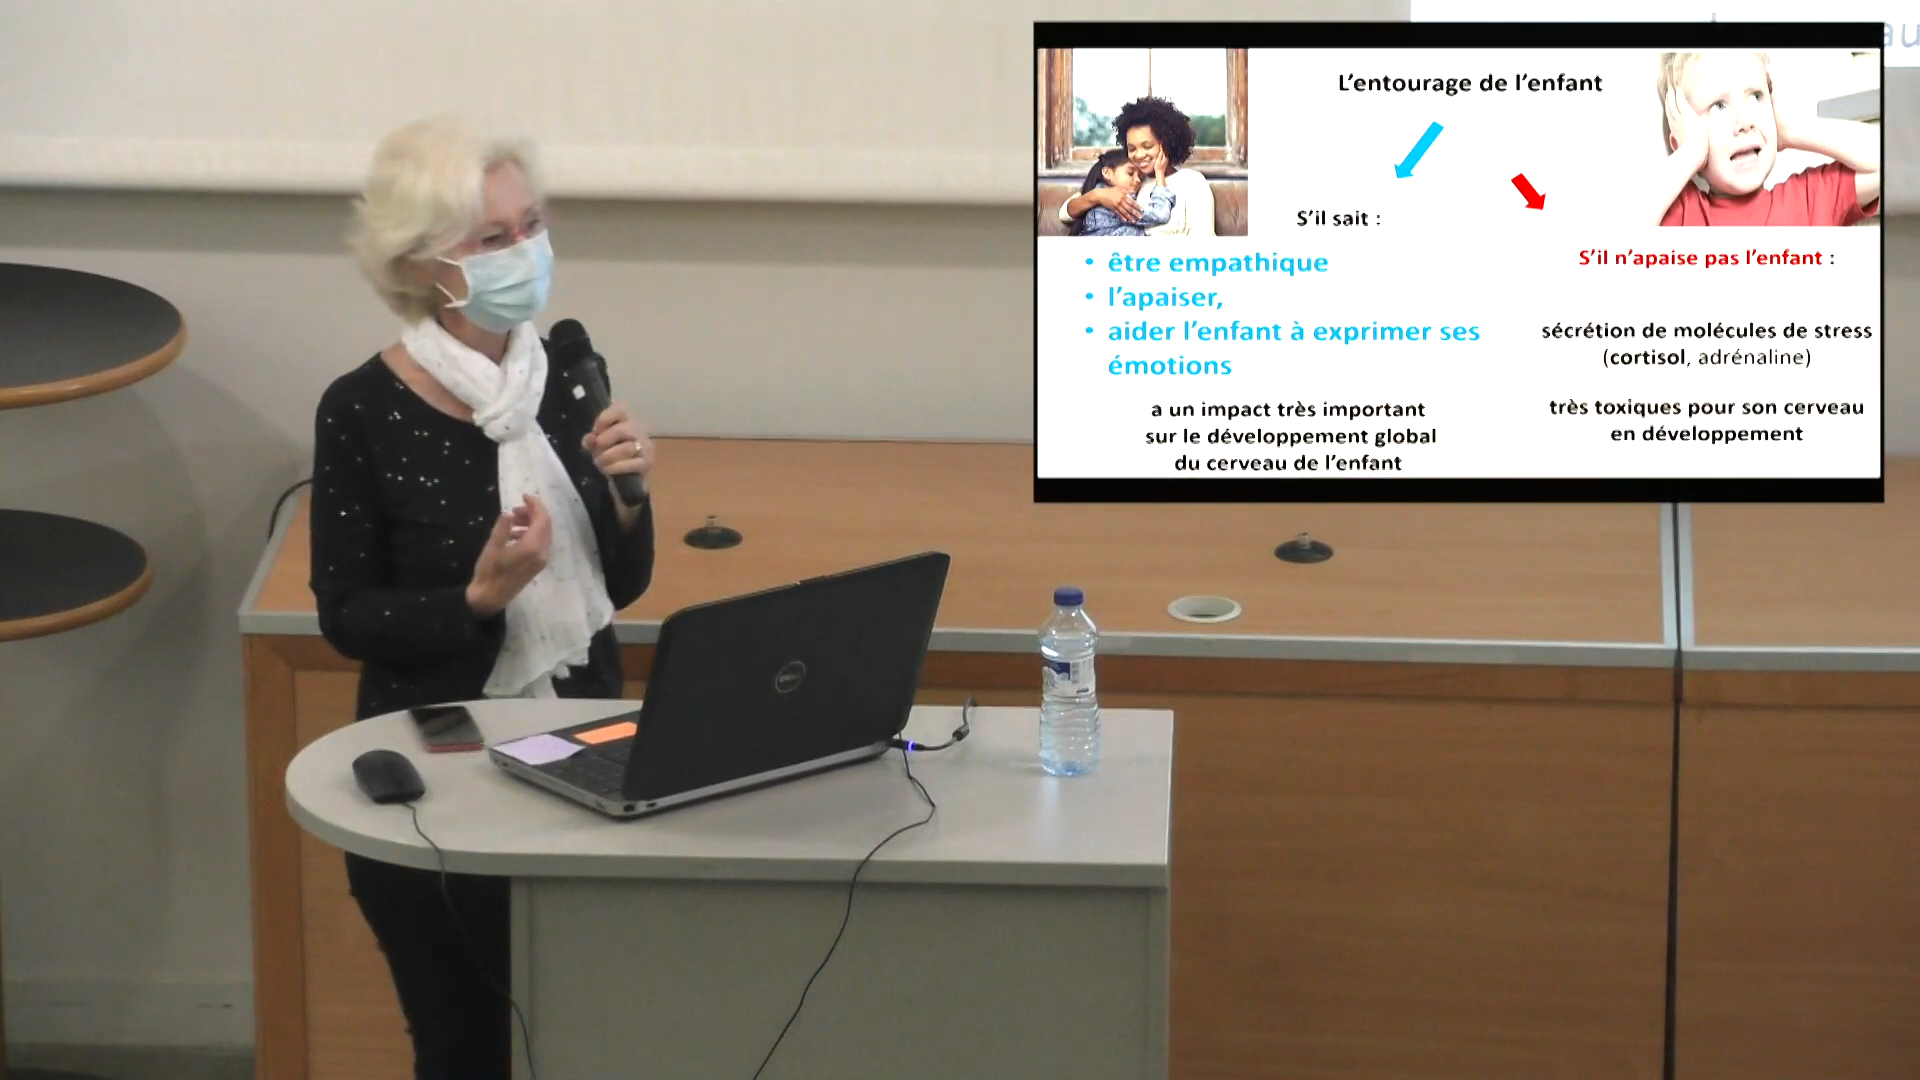 L'entourage de l'enfant
S'il sait :
• être empathique
• l'apaiser,
• aider l'enfant à exprimer ses
émotions
a un impact très important
sur le développement global
du cerveau de l'enfant
S'il n'apaise pas l'enfant :
sécrétion de molécules de stress
(cortisol, adrénaline)
très toxiques pour son cerveau
en développement
DELL